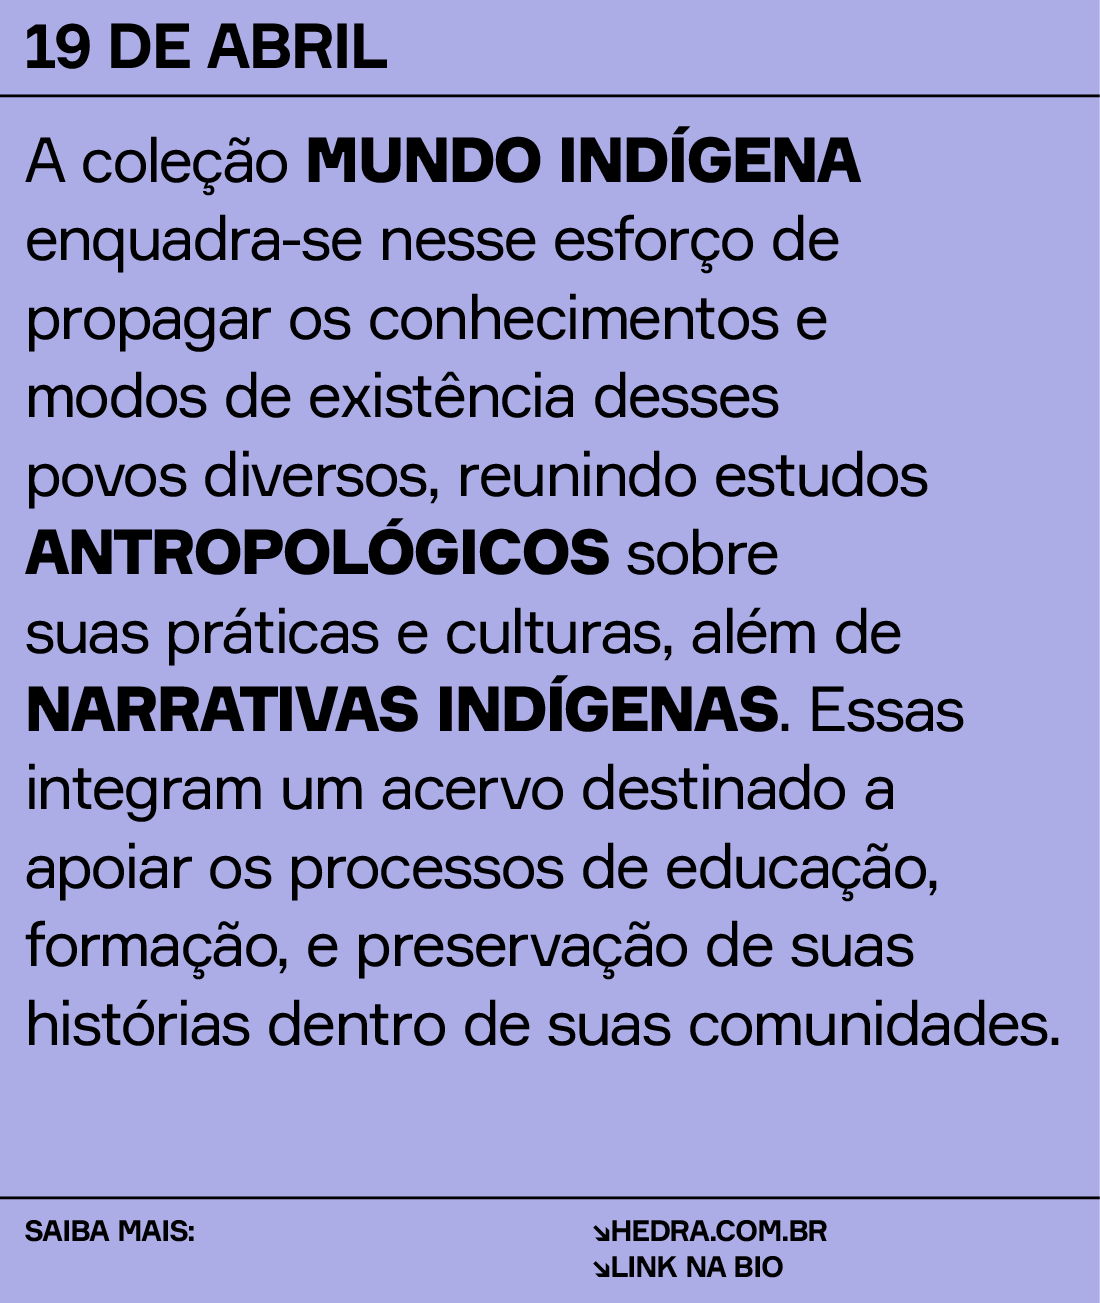 19 DE ABRIL
A coleção MUNDO INDÍGENA
enquadra-se nesse esforço de
propagar os conhecimentos e
modos de existência desses
povos diversos, reunindo estudos
ANTROPOLÓGICOS sobre
suas práticas e culturas, além de
NARRATIVAS INDÍGENAS. Essas
integram um acervo destinado a
apoiar os processos de educação,
formação, e preservação de suas
histórias dentro de suas comunidades.
SAIBA MAIS:
↘HEDRA.COM.BR
↘LINK NA BIO